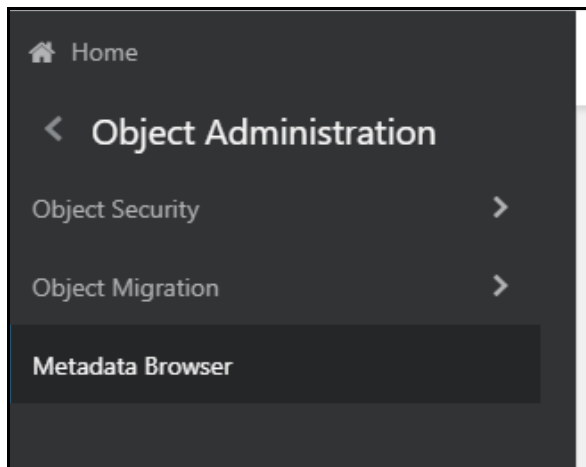 Home
Object Administration
Object Security
Object Migration
Metadata Browser